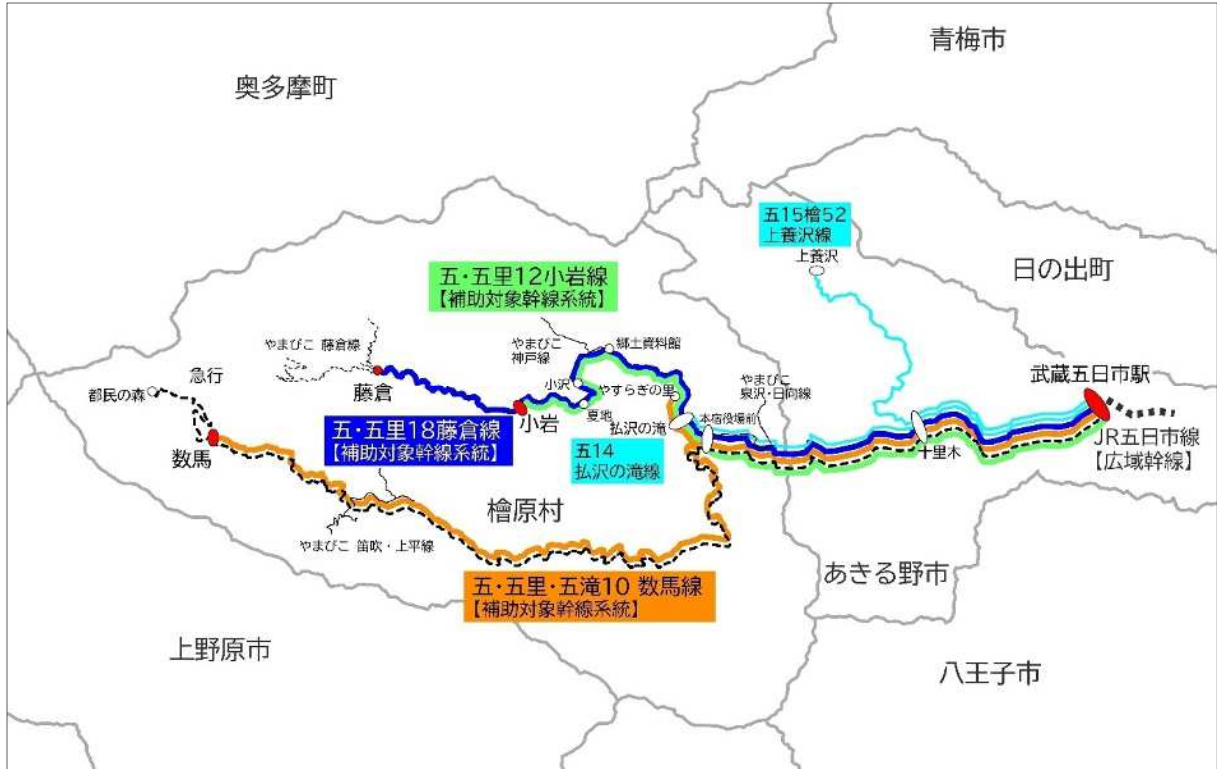 青梅市
奥多摩町
五15檜52
上養沢線
上養沢
日の出町
五・五里12小岩線
【補助対象幹線系統】
やまびこ 藤倉線
やまびこ
神戸線
郷土資料館
急行
都民の森
藤倉
小沢
やすらぎの里
やまびこ
泉沢・日向線
武蔵五日市駅
小岩
夏地
本宿役場前
払沢の滝
十里木
JR五日市線
【広域幹線】
数馬
五・五里18藤倉線
【補助対象幹線系統】
五14
払沢の滝線
檜原村
やまびこ 笛吹・上平線
五・五里・五滝10 数馬線
【補助対象幹線系統】
あきる野市
上野原市
八王子市